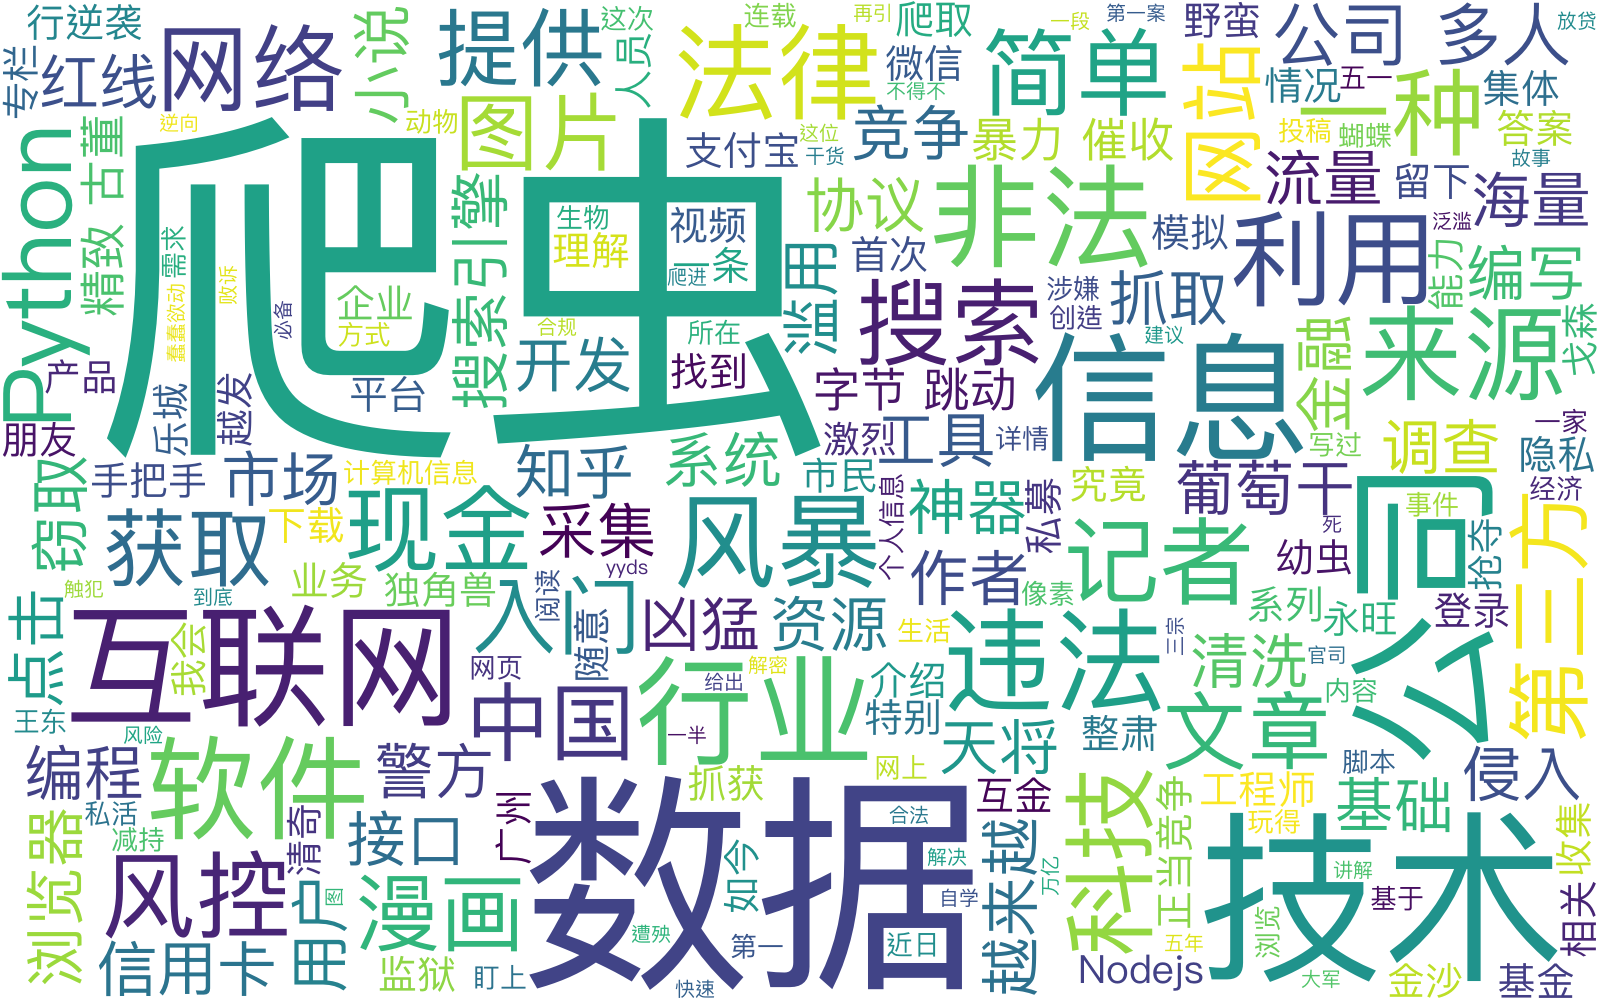 行逆袭
小说
提供
法律
连载
这次
再引
爬取
一段
第一案
野蛮
公司
多人
放贷
专栏
红线
网络
人员
微信
不得不
简单
网站
情况
五一
一种
集体
逆向
动物
图片
支付宝
这位
干货
竞争
暴力
催收
投稿
蝴蝶
答案
Python
古董
爬虫
搜索引擎
生物
视频
理解
一条
爬进
协议
非法
流量
留下
故事
海量
精致
需求
败诉
蠢蠢欲动
必备
企业
方式
合规
所在
滥用
首次
模拟
泛滥
能力
编写
搜索
涉嫌
创造
抓取
建议
利用
来源
戈森
产品
乐城
越发
平台
开发
找到
字节
跳动
信息
金融
朋友
激烈
工具
详情
一家
写过
调查
隐私
窃取
手把手
市场
计算机信息
知乎
系统
市民
个人信息
神器
私募
究竟
葡萄干
事件
经济
公司
第三方
获取
下载
现金
采集
yyds
风暴
记者
死
幼虫
抢夺
触犯
到底
业务
独角兽
阅读
入门
作者
像素
系列
永旺
登录
点击
我会
互联网
网页
随意
凶猛
资源
解密
给出
生活
违法
三宗
清洗
官司
内容
王东
风险
中国
行业
一半
介绍
特别
天将
整肃
文章
编程
软件
警方
抓获
网上
互金
脚本
侵入
私活
减持
清奇
广州
接口
数据
合法
如今
解决
自学
越来越
万亿
科技
正当竞争
工程师
玩得
基础
技术
讲解
收集
浏览器
风控
用户
图
漫画
遭殃
第一
近日
五年
浏览
基于
相关
信用卡
监狱
盯上
快速
Nodejs
大军
金沙
基金